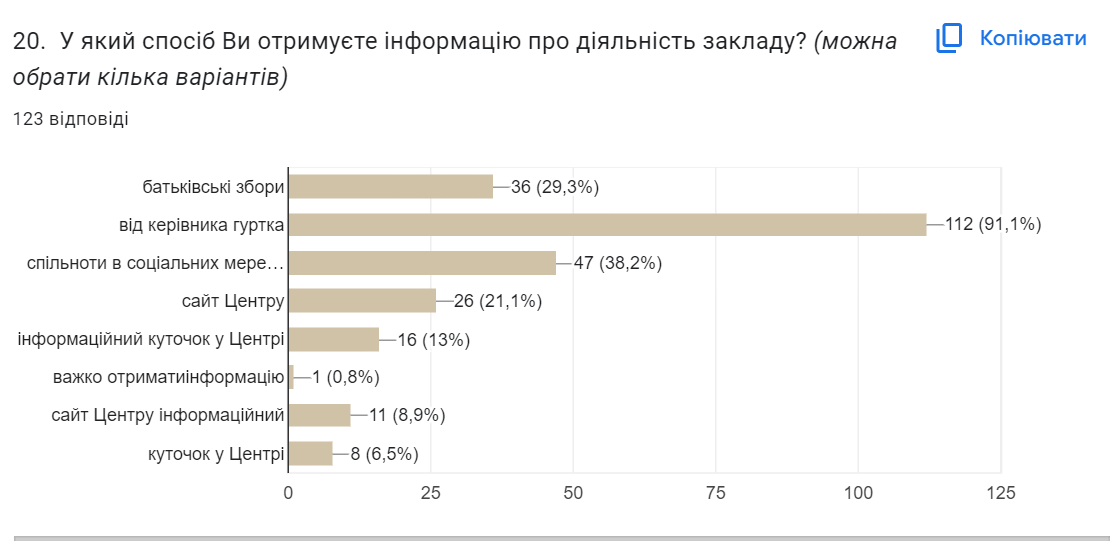 20. У який спосіб Ви отримуєте інформацію про діяльність закладу? (можна
обрати кілька варіантів)
Копіювати
123 відповіді
батьківські збори 36 (29,3%)
від керівника гуртка 112 (91,1%)
спільноти в соціальних мере… 47 (38,2%)
сайт Центру 26 (21,1%)
інформаційний куточок у Центрі 16 (13%)
важко отриматиінформацію 1 (0,8%)
сайт Центру інформаційний 11 (8,9%)
куточок у Центрі 8 (6,5%)
0 25 50 75 100 125